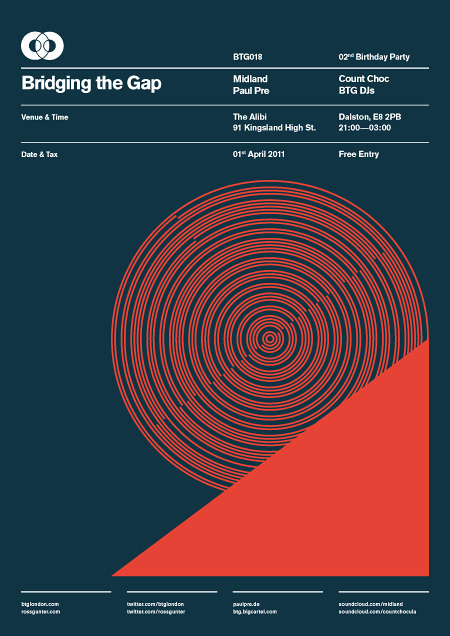 BTG018
02nd Birthday Party
Bridging the Gap
Midland
Paul Pre
Count Choc
BTG DJs
Venue & Time
The Alibi
91 Kingsland High St.
Dalston, E8 2PB
21:00—03:00
Date & Tax
01st April 2011
Free Entry
btglondon.com
rossgunter.com
twitter.com/btglondon
twitter.com/rossgunter
paulpre.de
btg.bigcartel.com
soundcloud.com/midland
soundcloud.com/countchocula